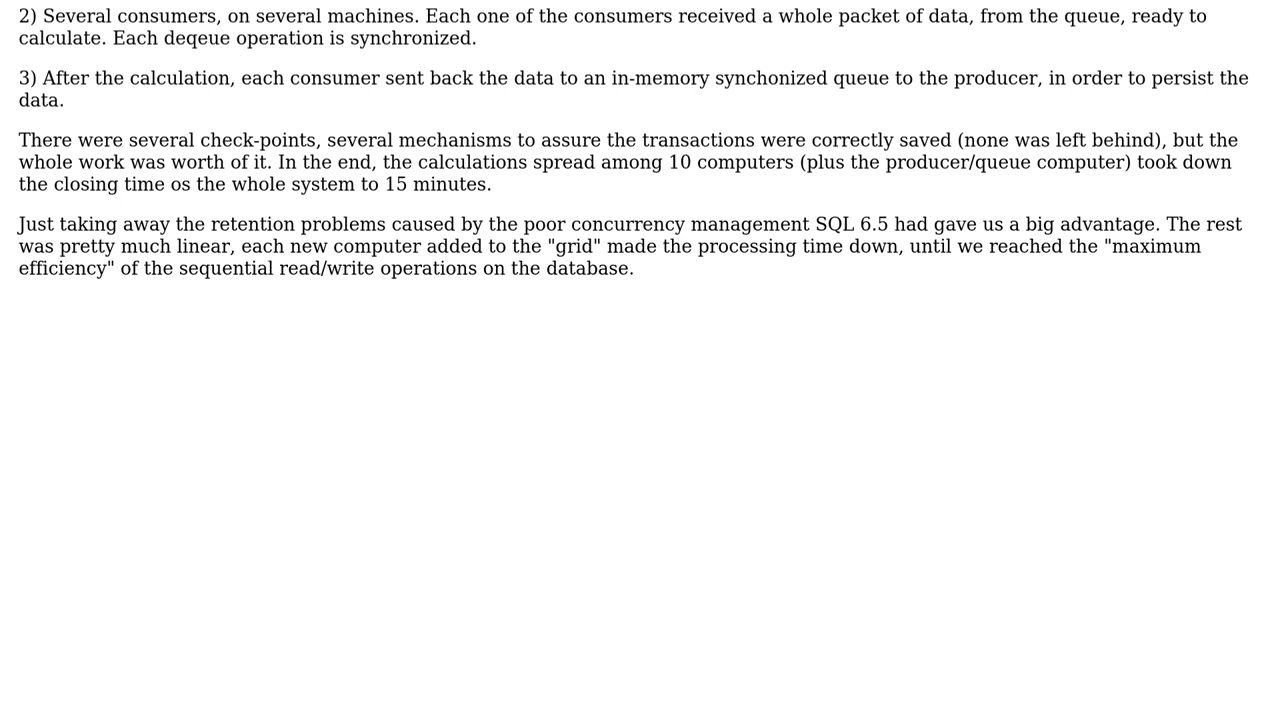 2) Several consumers, on several machines. Each one of the consumers received a whole packet of data, from the queue, ready to
calculate. Each deqeue operation is synchronized.
3) After the calculation, each consumer sent back the data to an in-memory synchonized queue to the producer, in order to persist the
data.
There were several check-points, several mechanisms to assure the transactions were correctly saved (none was left behind), but the
whole work was worth of it. In the end, the calculations spread among 10 computers (plus the producer/queue computer) took down
the closing time os the whole system to 15 minutes.
Just taking away the retention problems caused by the poor concurrency management SQL 6.5 had gave us a big advantage. The rest
was pretty much linear, each new computer added to the "grid" made the processing time down, until we reached the "maximum
efficiency" of the sequential read/write operations on the database.